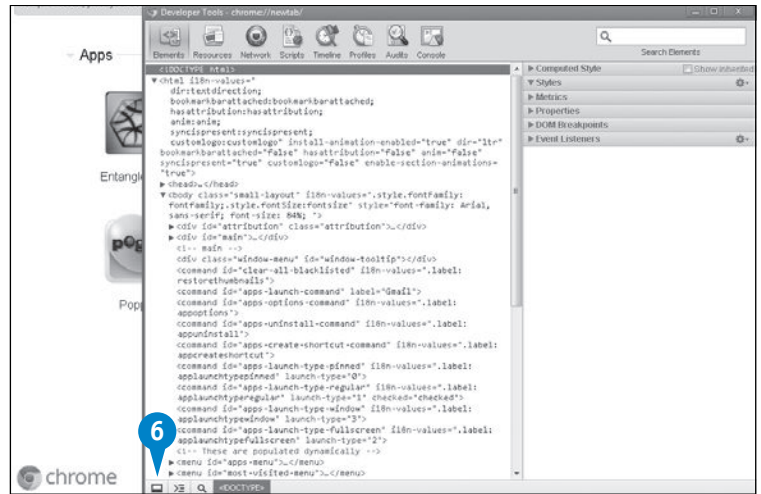 Developer Tools - chrome://newtab/
Elements Resources Network Scripts Timeline Profiles Audits Console
Search Elements
Apps
Entangl
Pop
chrome
<!DOCTYPE html>
<html i18n-values="
dir:textdirection;
bookmarkbarattached:bookmarkbarattached;
hasattribution:hasattribution;
anim:anim;
syncispresent:syncispresent;
customlogo:customlogo" install-animation-enabled="true" dir="ltr"
bookmarkbarattached="false" hasattribution="false" anim="false"
syncispresent="true" customlogo="false" enable-section-animations=
"true">
<head>…</head>
<body class="small-layout" i18n-values=".style.fontFamily:
fontfamily;.style.fontSize:fontsize" style="font-family: Arial,
sans-serif; font-size: 84%; ">
<div id="attribution" class="attribution">…</div>
<div id="main">…</div>
<!-- main -->
<div class="window-menu" id="window-tooltip"></div>
<command id="clear-all-blacklisted" i18n-values=".label:
restorethumbnails">
<command id="apps-launch-command" label="Gmail">
<command id="apps-options-command" i18n-values=".label:
appoptions">
<command id="apps-uninstall-command" i18n-values=".label:
appuninstall">
<command id="apps-create-shortcut-command" i18n-values=".label:
appcreateshortcut">
<command id="apps-launch-type-pinned" i18n-values=".label:
applaunchtypepinned" launch-type="0">
<command id="apps-launch-type-regular" i18n-values=".label:
applaunchtyperegular" launch-type="1" checked="checked">
<command id="apps-launch-type-window" i18n-values=".label:
applaunchtypewindow" launch-type="3">
<command id="apps-launch-type-fullscreen" i18n-values=".label:
applaunchtypefullscreen" launch-type="2">
<!-- These are populated dynamically -->
<menu id="apps-menu">…</menu>
<menu id="most-visited-menu">…</menu>
6
<!DOCTYPE>
Computed Style Show inherited
Styles
Metrics
Properties
DOM Breakpoints
Event Listeners